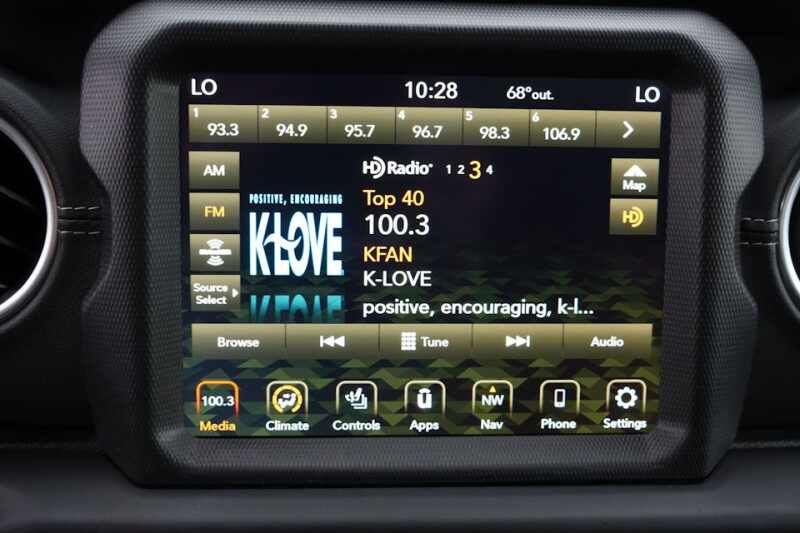 LO 10:28 68°out. LO
1 93.3 2 94.9 3 95.7 4 96.7 5 98.3 6 106.9
AM
HD Radio 1 2 3 4
Map
POSITIVE, ENCOURAGING
K-LOVE
Top 40
FM
100.3
HD
KFAN
K-LOVE
Source
Select
positive, encouraging, k-l...
Browse Tune Audio
100.3 NW
Media Climate Controls Apps Nav Phone Settings